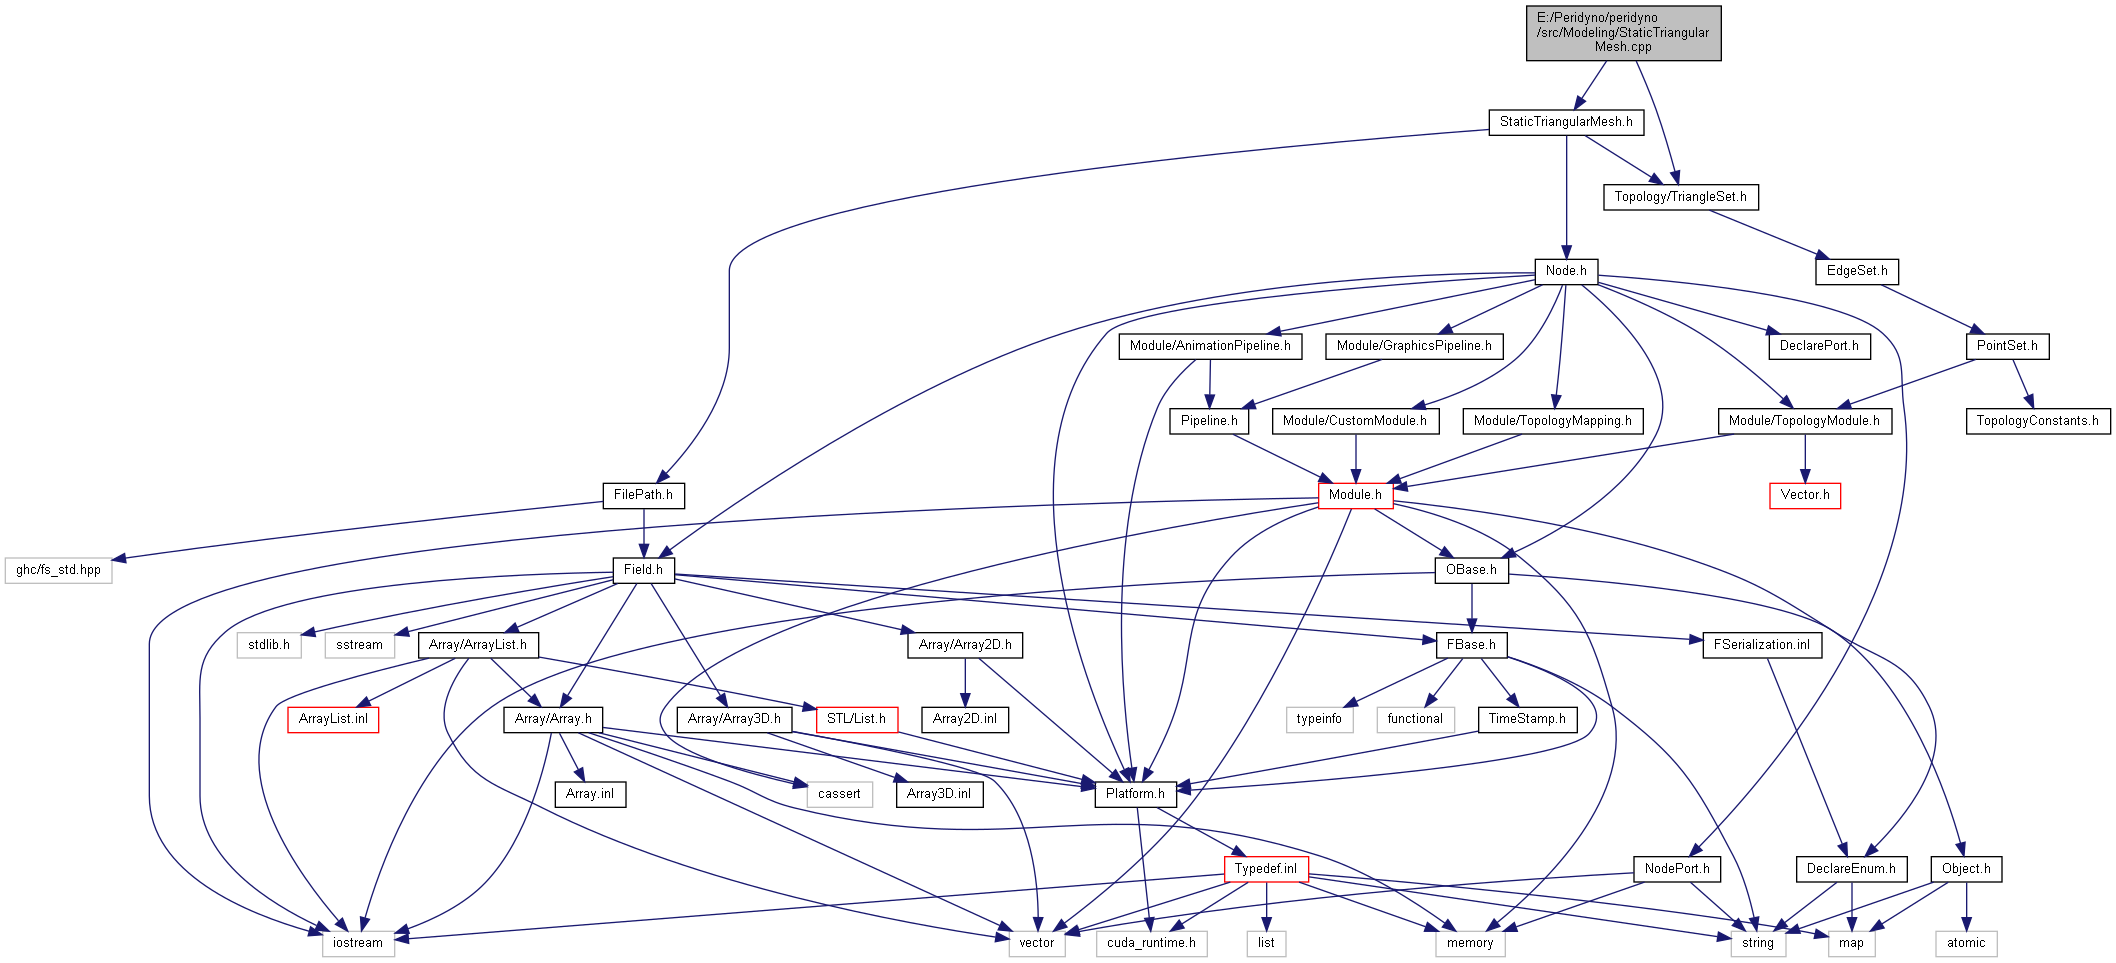 E:/Peridyno/peridyno
/src/Modeling/StaticTriangular
Mesh.cpp
StaticTriangularMesh.h
Topology/TriangleSet.h
Node.h
EdgeSet.h
Module/AnimationPipeline.h
Module/GraphicsPipeline.h
DeclarePort.h
PointSet.h
Pipeline.h
Module/CustomModule.h
Module/TopologyMapping.h
Module/TopologyModule.h
TopologyConstants.h
FilePath.h
Module.h
Vector.h
ghc/fs_std.hpp
Field.h
OBase.h
stdlib.h
sstream
Array/ArrayList.h
Array/Array2D.h
FBase.h
FSerialization.inl
ArrayList.inl
Array/Array.h
Array/Array3D.h
STL/List.h
Array2D.inl
typeinfo
functional
TimeStamp.h
Array.inl
cassert
Array3D.inl
Platform.h
Typedef.inl
NodePort.h
DeclareEnum.h
Object.h
iostream
vector
cuda_runtime.h
list
memory
string
map
atomic